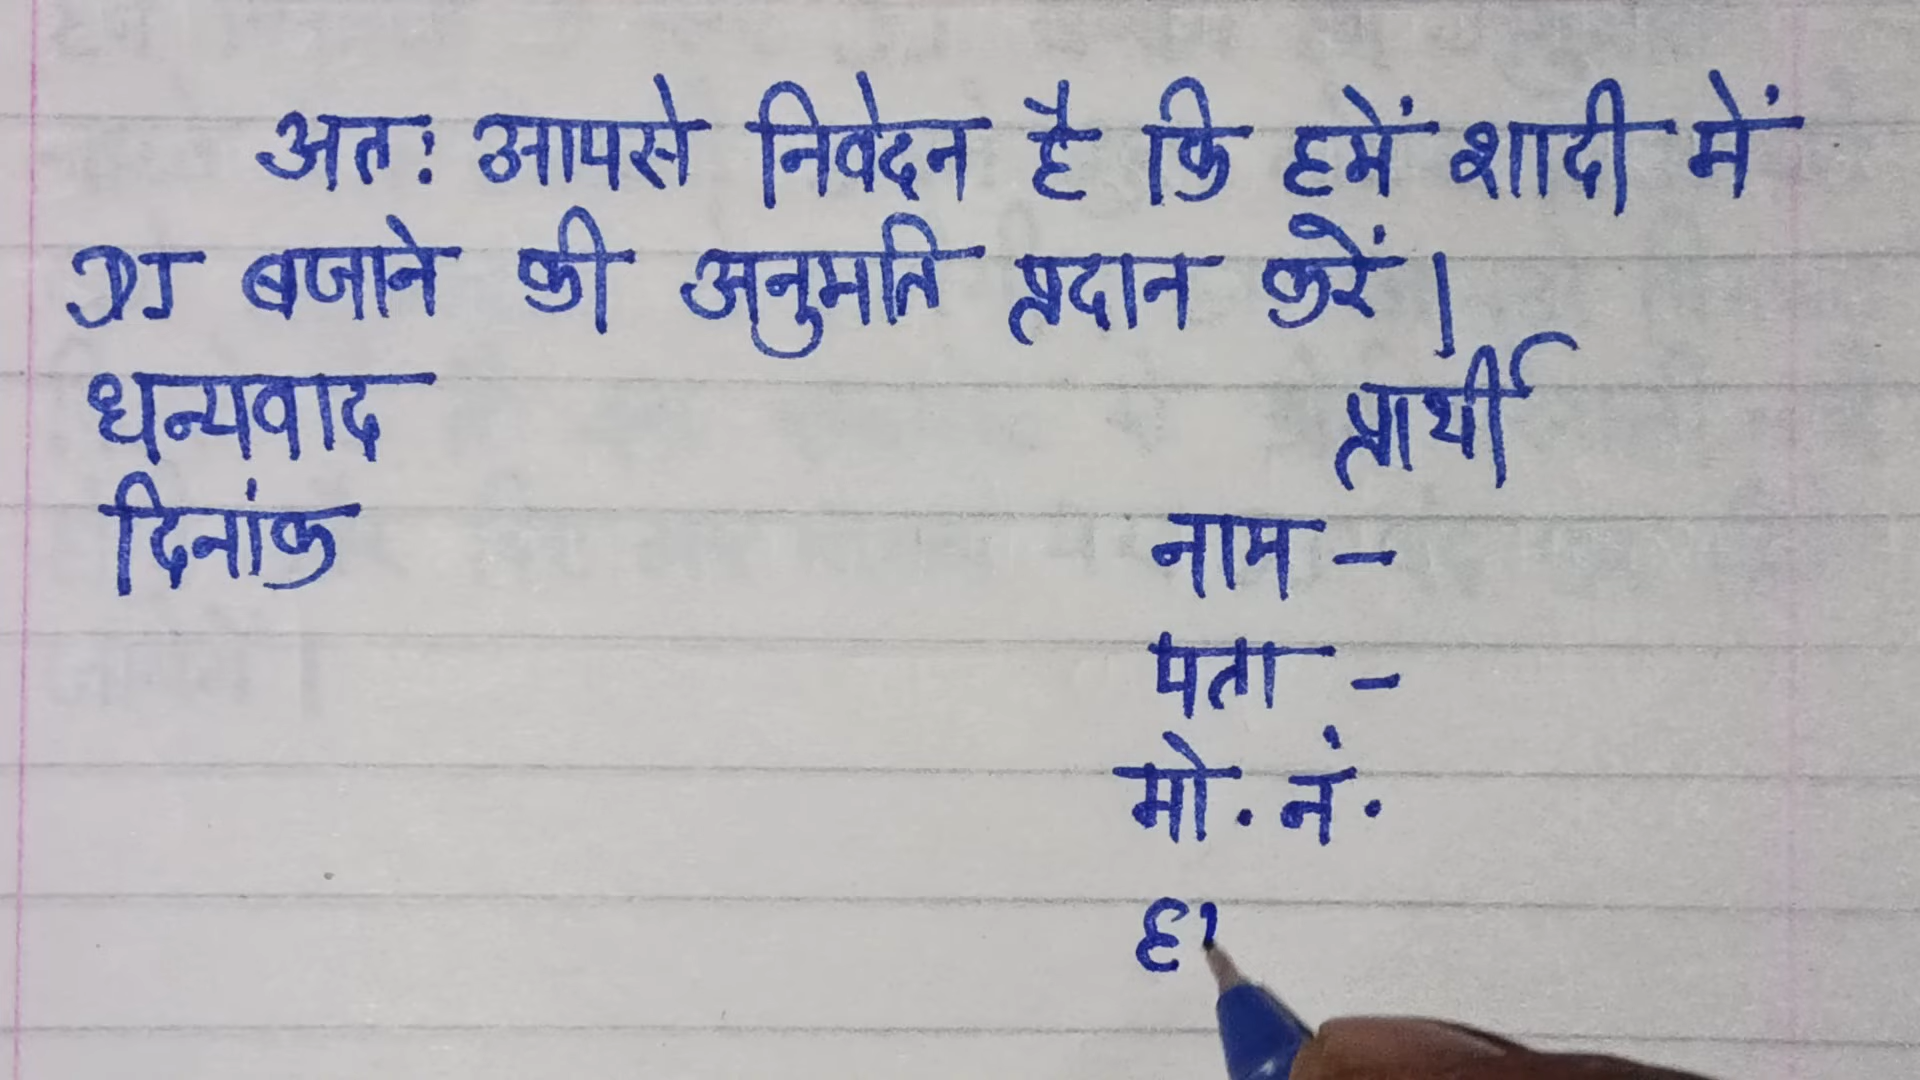 अतः आपसे निवेदन है कि हमें शादी में
DJ बजाने की अनुमति प्रदान करें।
धन्यवाद प्रार्थी
दिनांक नाम -
पता -
मो. नं.